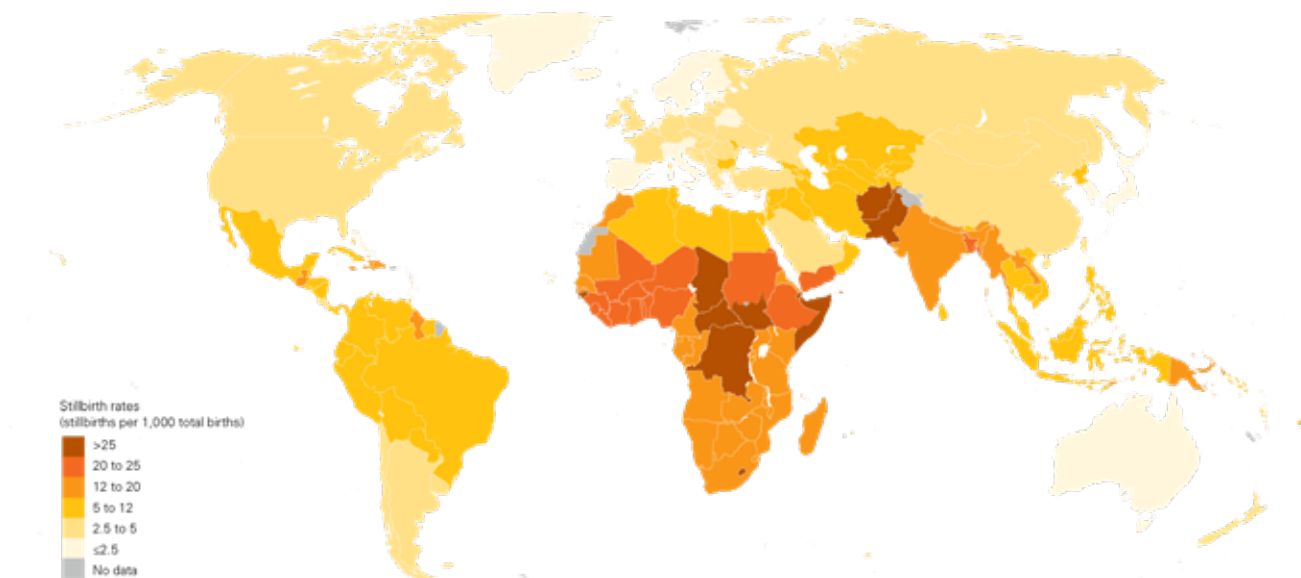 Stillbirth rates
(stillbirths per 1,000 total births)
>25
20 to 25
12 to 20
5 to 12
2.5 to 5
≤2.5
No data